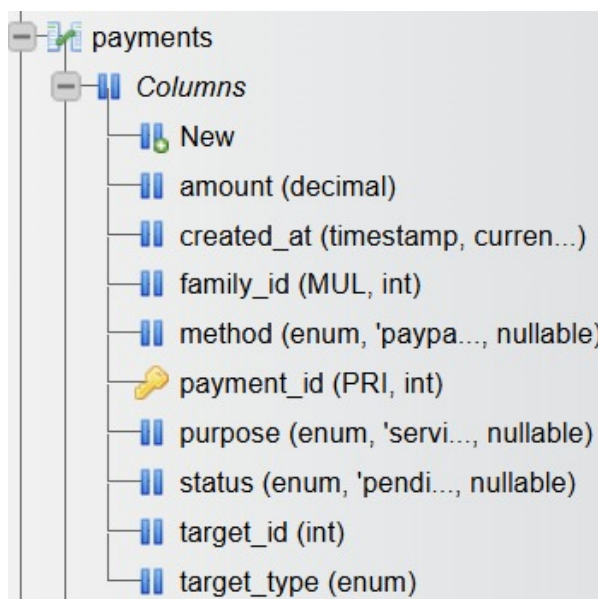 payments
Columns
New
amount (decimal)
created_at (timestamp, curren...)
family_id (MUL, int)
method (enum, 'paypa..., nullable)
payment_id (PRI, int)
purpose (enum, 'servi..., nullable)
status (enum, 'pendi..., nullable)
target_id (int)
target_type (enum)